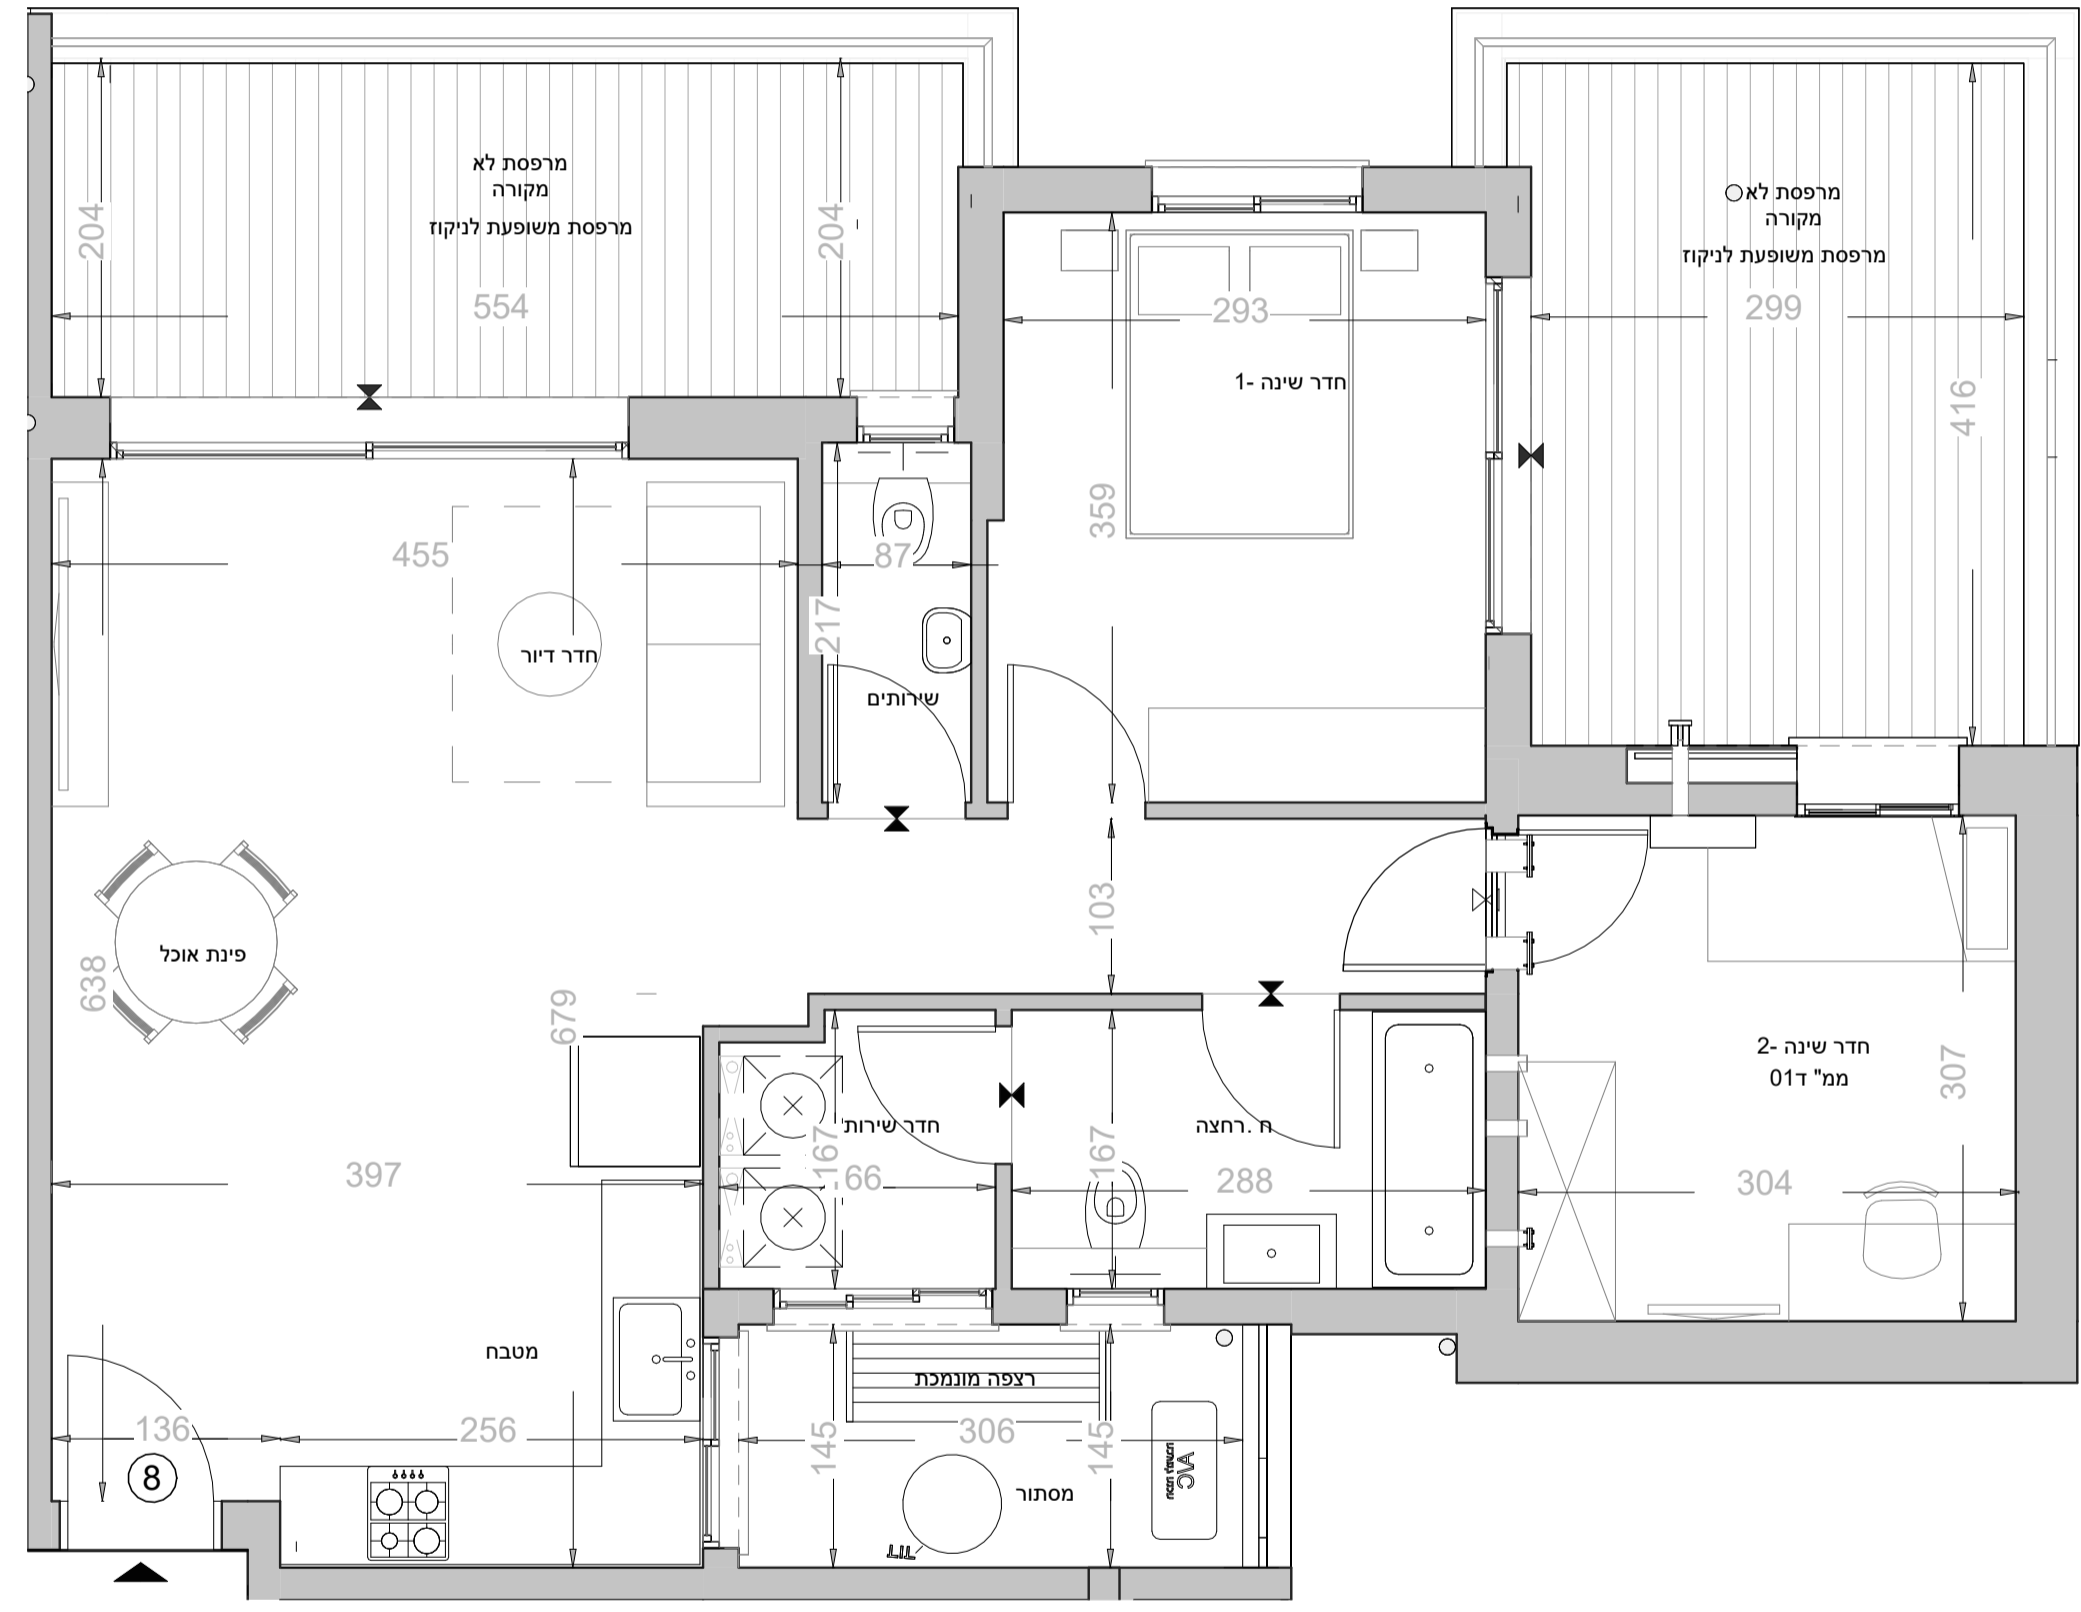 מרפסת לא
מקורה
מרפסת משופעת לניקוז
204
204
554
מרפסת לא
מקורה
מרפסת משופעת לניקוז
299
416
293
חדר שינה -1
359
455
87
217
חדר דיור
שירותים
103
פינת אוכל
638
679
חדר שינה -2
ממ" ד01
307
304
חדר שירות
167
166
ח .רחצה
167
288
397
מטבח
136
256
8
רצפה מונמכת
145
306
145
מסתור
A\C